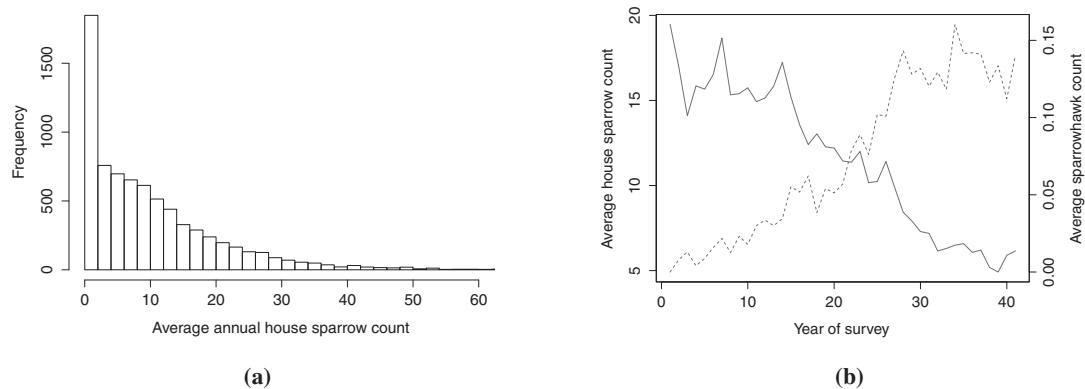 1500
1000
500
0
Frequency
0 10 20 30 40 50 60
Average annual house sparrow count
(a)
20
15
10
5
Average house sparrow count
0.15
0.10
0.05
0.00
Average sparrowhawk count
0 10 20 30 40
Year of survey
(b)